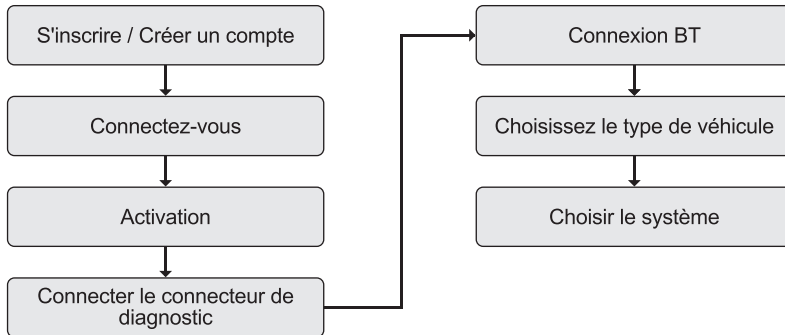 S'inscrire / Créer un compte
Connectez-vous
Activation
Connecter le connecteur de
diagnostic
Connexion BT
Choisissez le type de véhicule
Choisir le système